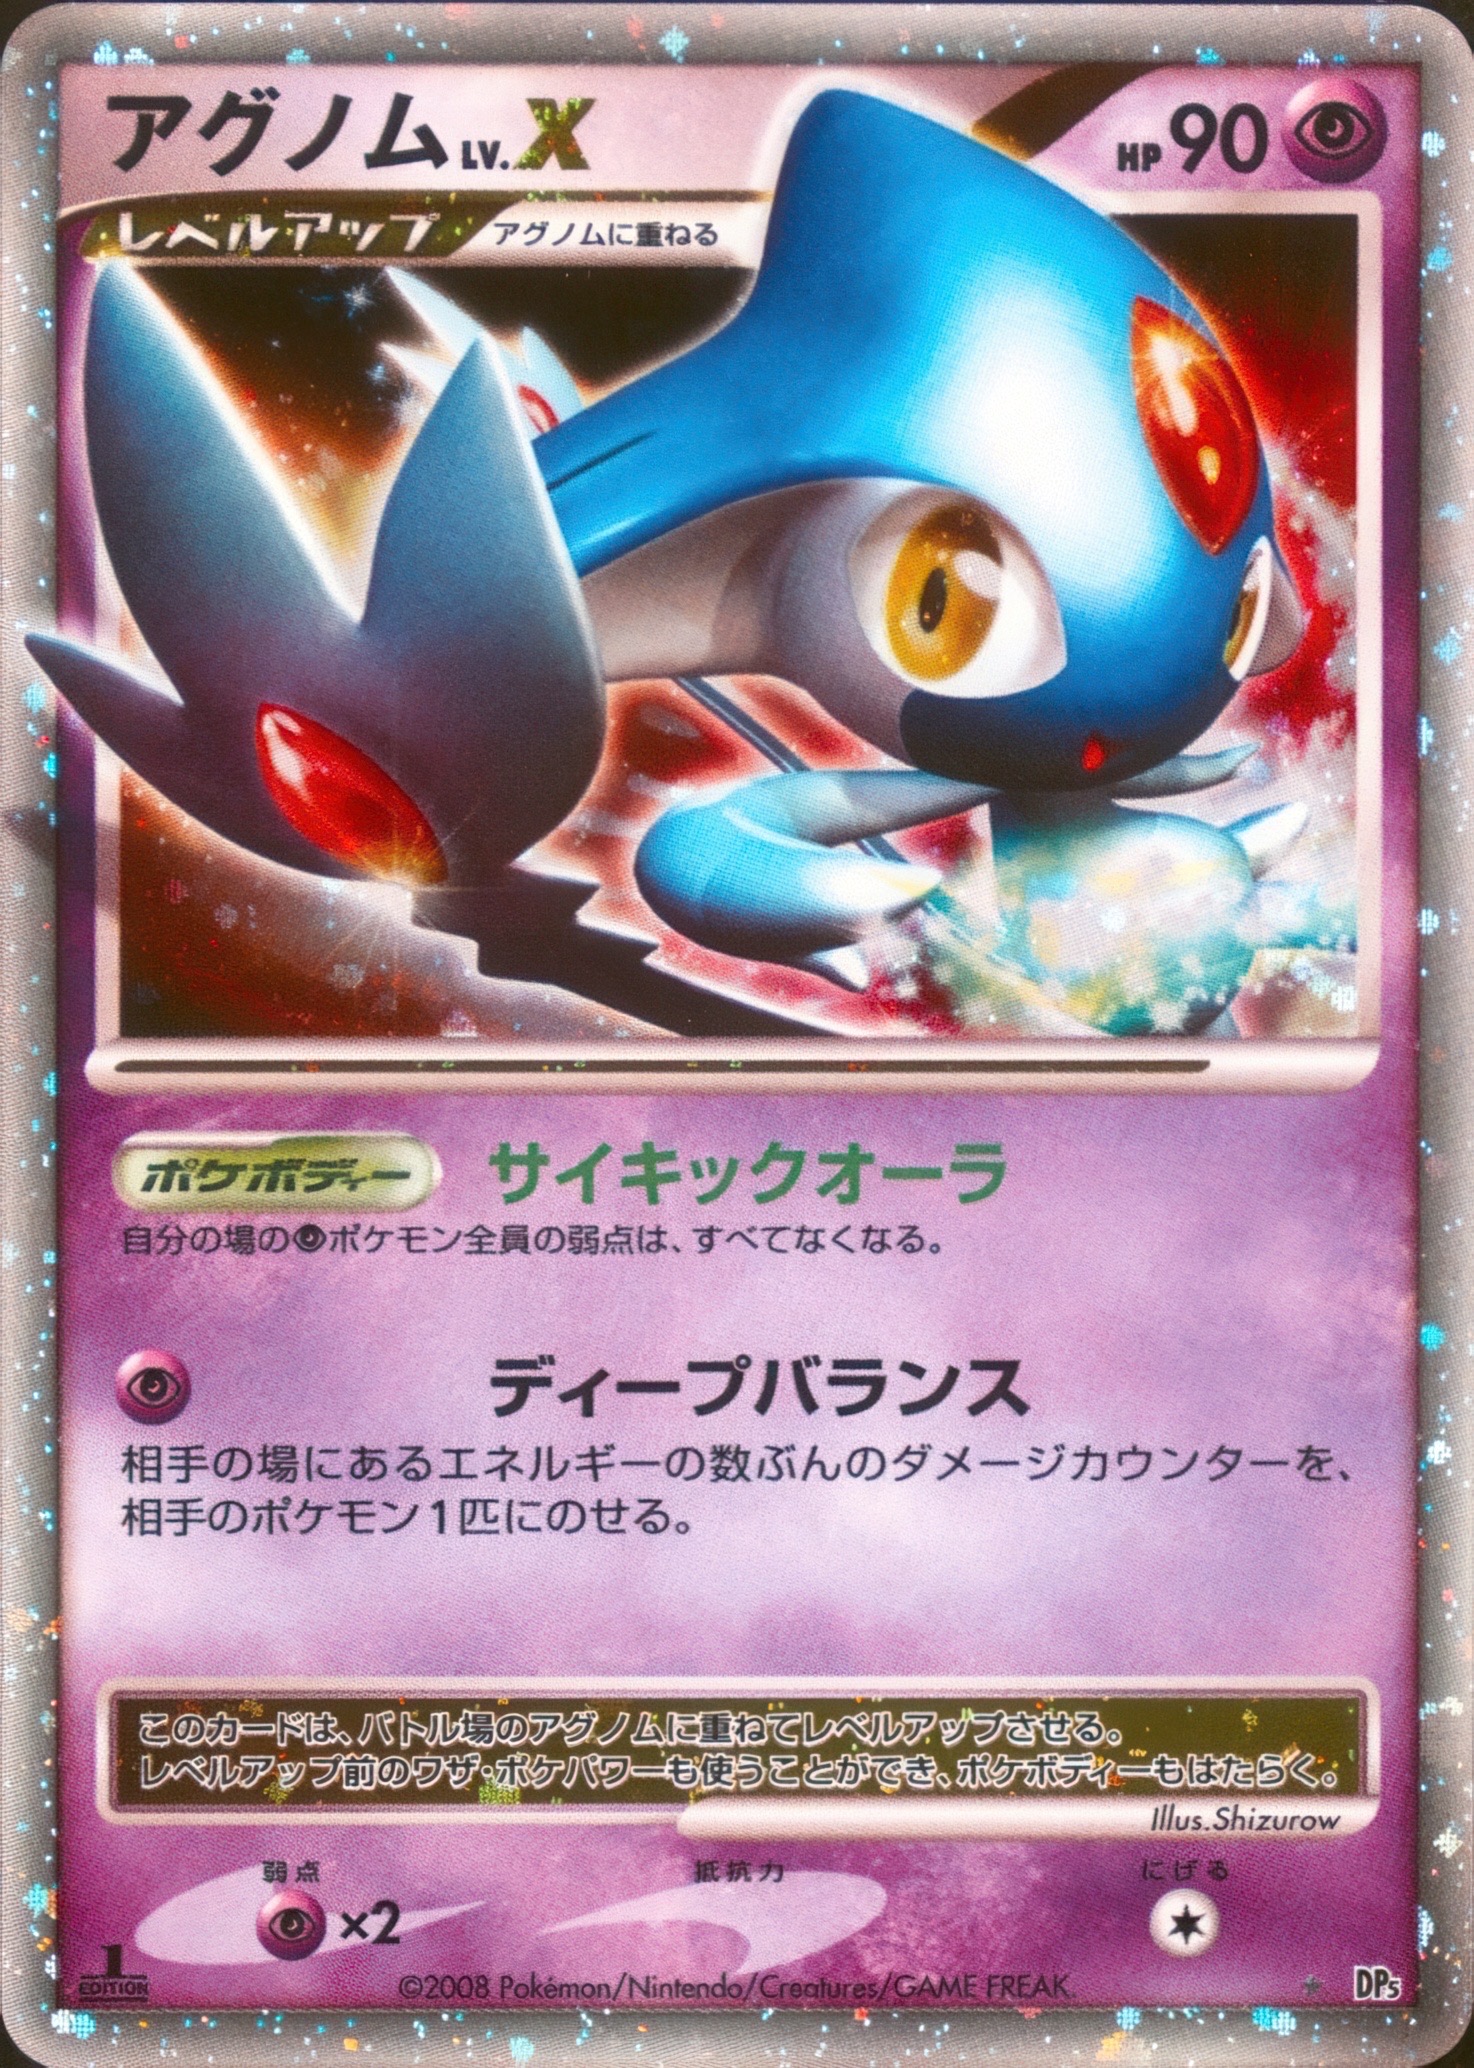 アグノム LV.X HP 90
レベルアップ アグノムに重ねる
ポケボディー サイキックオーラ
自分の場のポケモン全員の弱点は、すべてなくなる。
ディープバランス
相手の場にあるエネルギーの数ぶんのダメージカウンターを、
相手のポケモン1匹にのせる。
このカードは、バトル場のアグノムに重ねてレベルアップさせる。
レベルアップ前のワザ・ポケパワーも使うことができ、ポケボディーもはたらく。
Illus.Shizurow
弱点 抵抗力 にげる
×2
1 EDITION
©2008 Pokémon/Nintendo/Creatures/GAME FREAK.
DP5